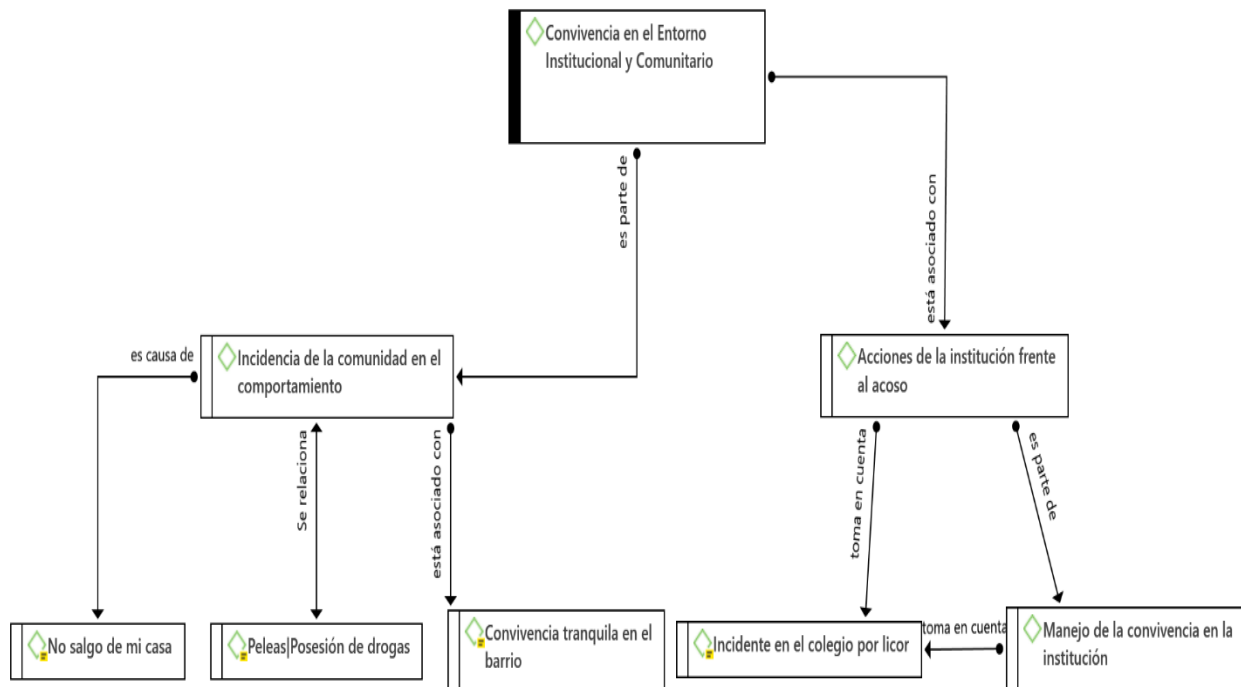 Convivencia en el Entorno
Institucional y Comunitario
es parte de
está asociado con
es causa de
Incidencia de la comunidad en el
comportamiento
Acciones de la institución frente
al acoso
Se relaciona
está asociado con
toma en cuenta
es parte de
No salgo de mi casa
Peleas|Posesión de drogas
Convivencia tranquila en el
barrio
Incidente en el colegio por licor
toma en cuenta
Manejo de la convivencia en la
institución